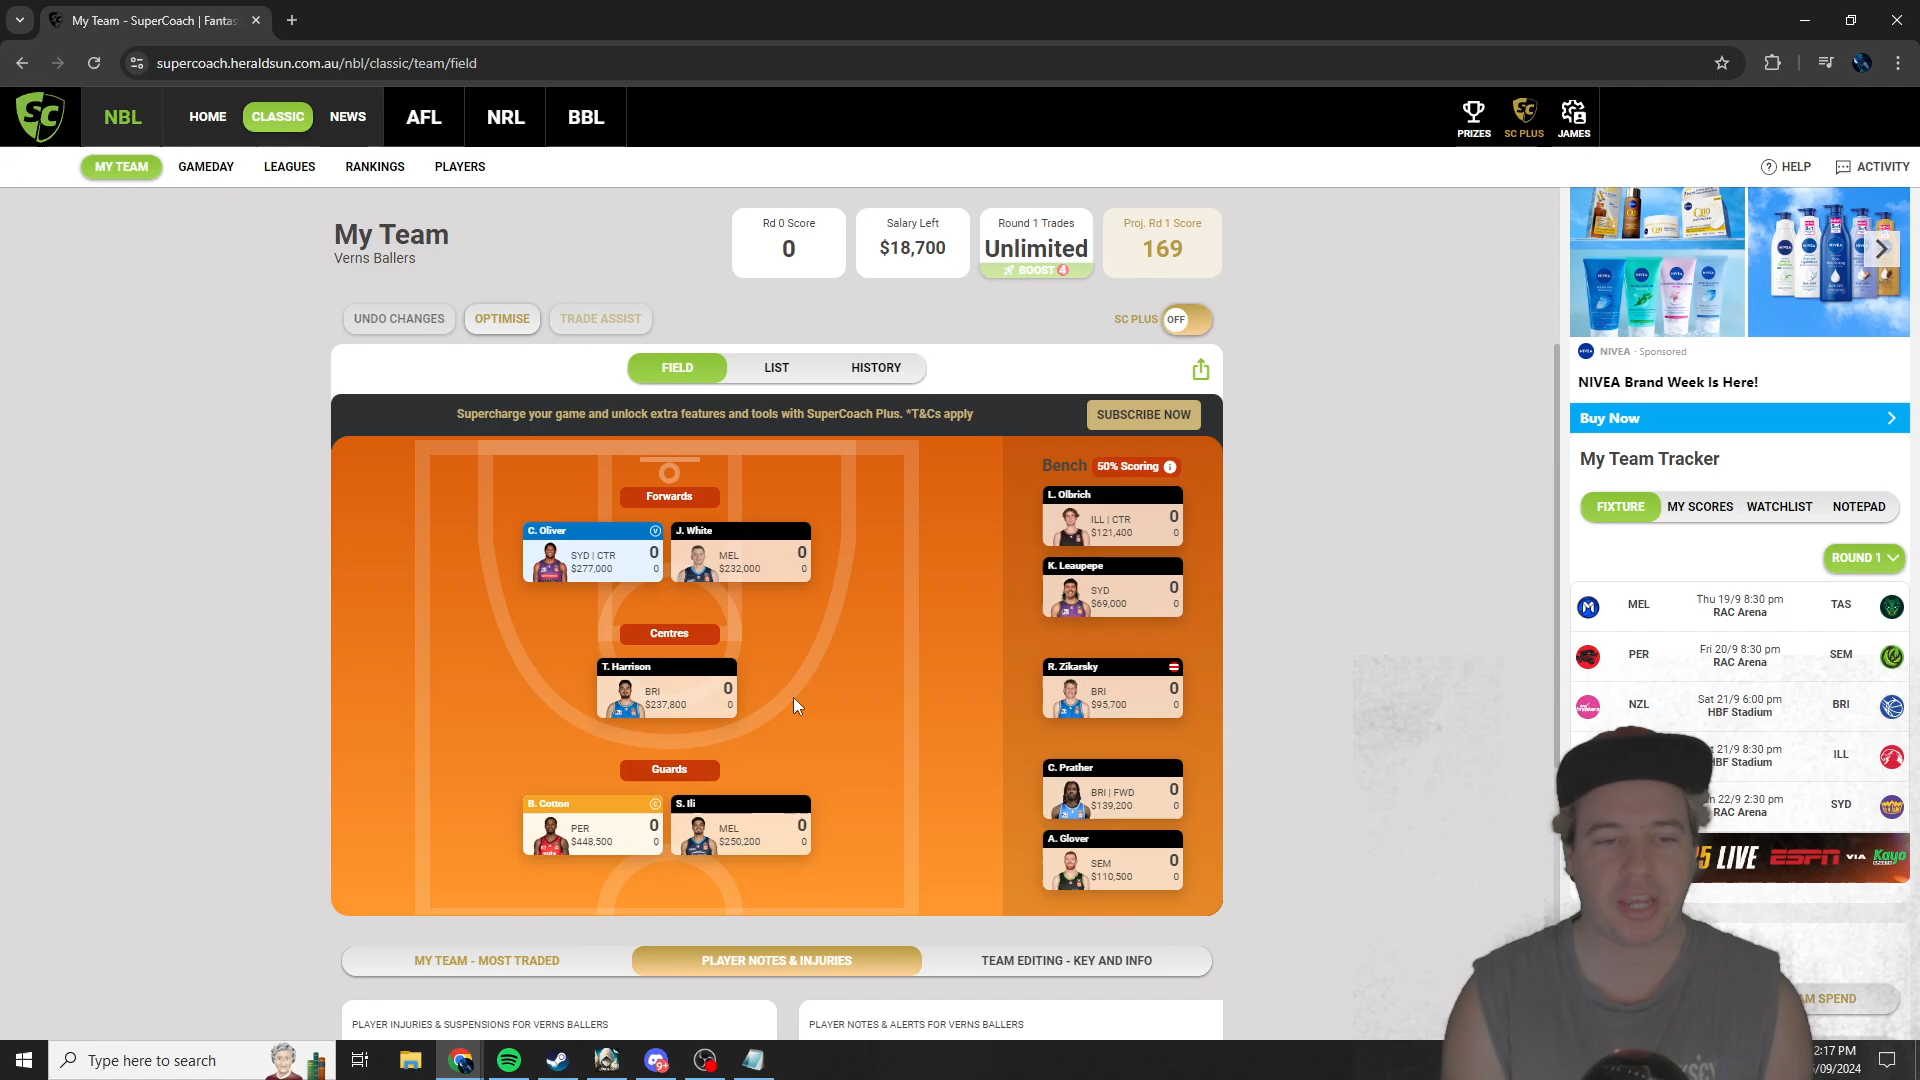 My Team - SuperCoach | Fantas
supercoach.heraldsun.com.au/nbl/classic/team/field
SC
NBL
HOME
CLASSIC
NEWS
AFL
NRL
BBL
PRIZES
SC PLUS
JAMES
MY TEAM
GAMEDAY
LEAGUES
RANKINGS
PLAYERS
HELP
ACTIVITY
My Team
Verns Ballers
Rd 0 Score
0
Salary Left
$18,700
Round 1 Trades
Unlimited
BOOST 4
Proj. Rd 1 Score
169
UNDO CHANGES
OPTIMISE
TRADE ASSIST
SC PLUS
OFF
FIELD
LIST
HISTORY
Supercharge your game and unlock extra features and tools with SuperCoach Plus. *T&Cs apply
SUBSCRIBE NOW
Forwards
C. Oliver
V
SYD | CTR
0
$277,000
0
J. White
MEL
0
$232,000
0
Centres
T. Harrison
BRI
0
$237,800
0
Guards
B. Cotton
C
PER
0
$448,500
0
S. Ili
MEL
0
$250,200
0
Bench
50% Scoring i
L. Olbrich
ILL | CTR
0
$121,400
0
K. Leaupepe
SYD
0
$69,000
0
R. Zikarsky
BRI
0
$95,700
0
C. Prather
BRI | FWD
0
$139,200
0
A. Glover
SEM
0
$110,500
0
MY TEAM - MOST TRADED
PLAYER NOTES & INJURIES
TEAM EDITING - KEY AND INFO
PLAYER INJURIES & SUSPENSIONS FOR VERNS BALLERS
PLAYER NOTES & ALERTS FOR VERNS BALLERS
NIVEA · Sponsored
NIVEA Brand Week Is Here!
Buy Now
My Team Tracker
FIXTURE
MY SCORES
WATCHLIST
NOTEPAD
ROUND 1
MEL
Thu 19/9 8:30 pm
RAC Arena
TAS
PER
Fri 20/9 8:30 pm
RAC Arena
SEM
NZL
Sat 21/9 6:00 pm
HBF Stadium
BRI
21/9 8:30 pm
Stadium
ILL
22/9 2:30 pm
RAC Arena
SYD
5 LIVE ESPN VIA Kayo
SPEND
Type here to search
9+
2:17 PM
/09/2024